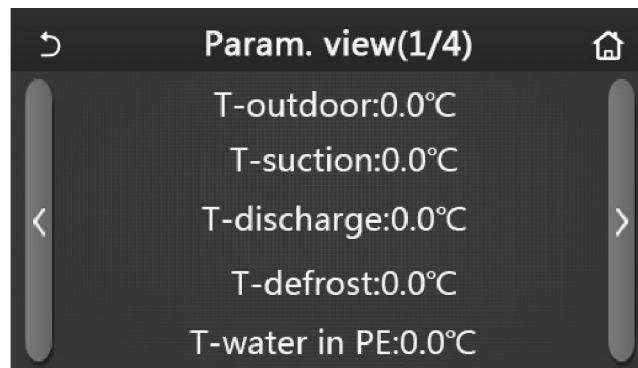 Param. view(1/4)
T-outdoor:0.0℃
T-suction:0.0℃
T-discharge:0.0℃
T-defrost:0.0℃
T-water in PE:0.0℃